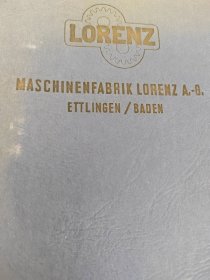 LORENZ
MASCHINENFABRIK LORENZ A.-G.
ETTLINGEN / BADEN